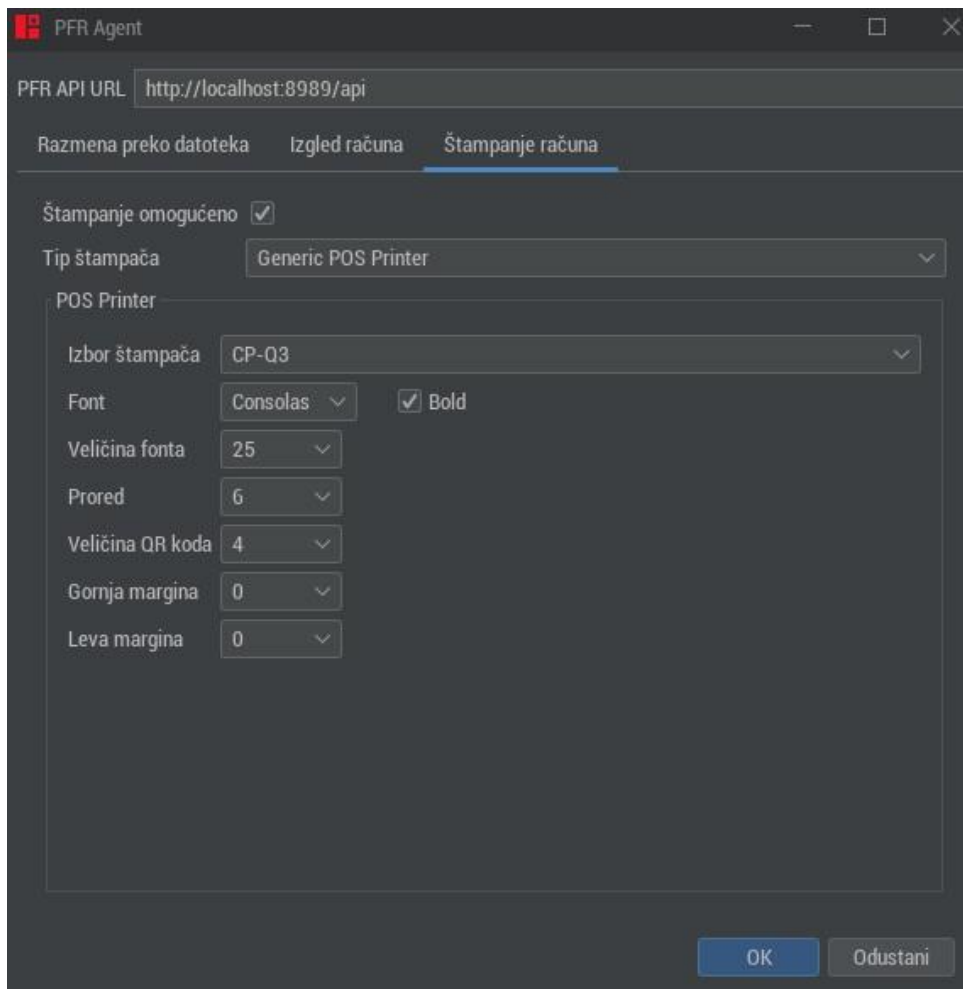 PFR Agent
PFR API URL http://localhost:8989/api
Razmena preko datoteka Izgled računa Štampanje računa
Štampanje omogućeno
Tip štampača Generic POS Printer
POS Printer
Izbor štampača CP-Q3
Font Consolas Bold
Veličina fonta 25
Prored 6
Veličina QR koda 4
Gornja margina 0
Leva margina 0
OK Odustani